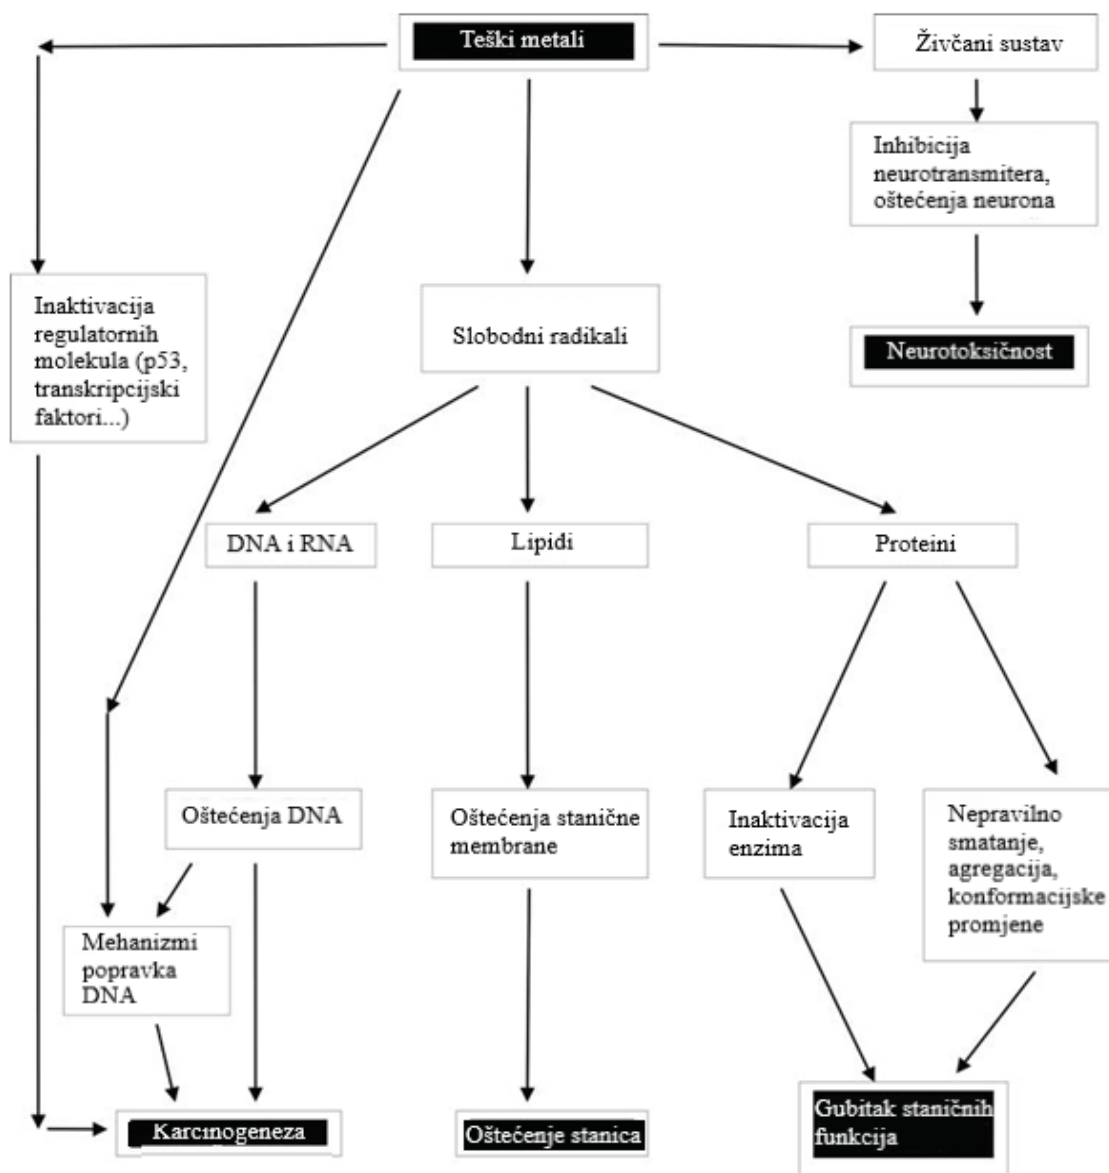 Teški metali
Živčani sustav
Inhibicija
neurotransmitera,
oštećenja neurona
Inaktivacija
regulatornih
molekula (p53,
transkripcijski
faktori...)
Slobodni radikali
Neurotoksičnost
DNA i RNA
Lipidi
Proteini
Oštećenja DNA
Oštećenja stanične
membrane
Inaktivacija
enzima
Nepravilno
smatanje,
agregacija,
konformacijske
promjene
Mehanizmi
popravka
DNA
Karcinogeneza
Oštećenje stanica
Gubitak staničnih
funkcija